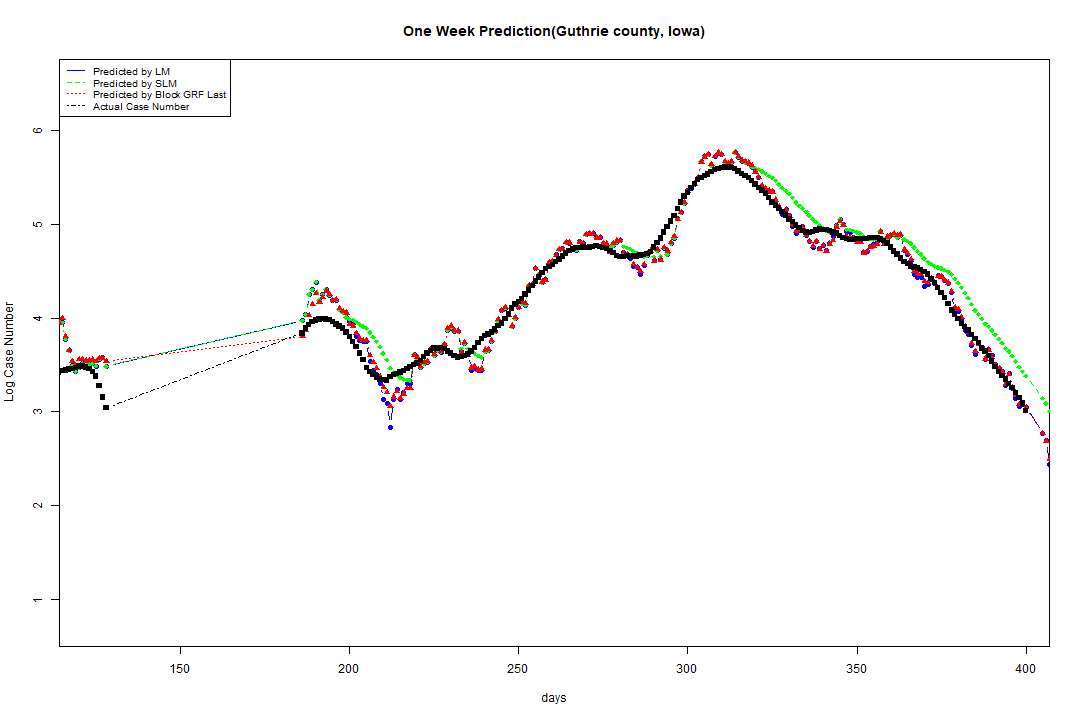 One Week Prediction(Guthrie county, Iowa)
Predicted by LM
Predicted by SLM
Predicted by Block GRF Last
Actual Case Number
6
5
4
3
2
1
Log Case Number
150 200 250 300 350 400
days